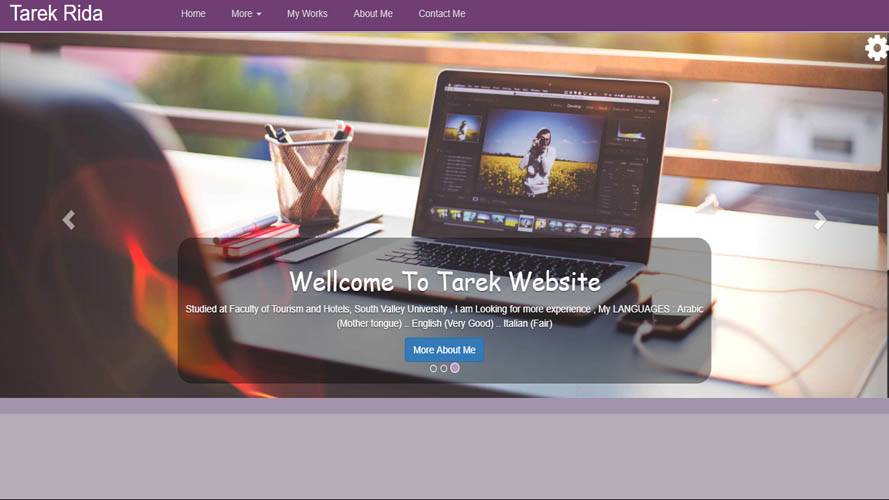 Tarek Rida
Home More My Works About Me Contact Me
Develop
Wellcome To Tarek Website
Studied at Faculty of Tourism and Hotels, South Valley University , I am Looking for more experience , My LANGUAGES : Arabic
(Mother tongue) .. English (Very Good) .. Italian (Fair)
More About Me